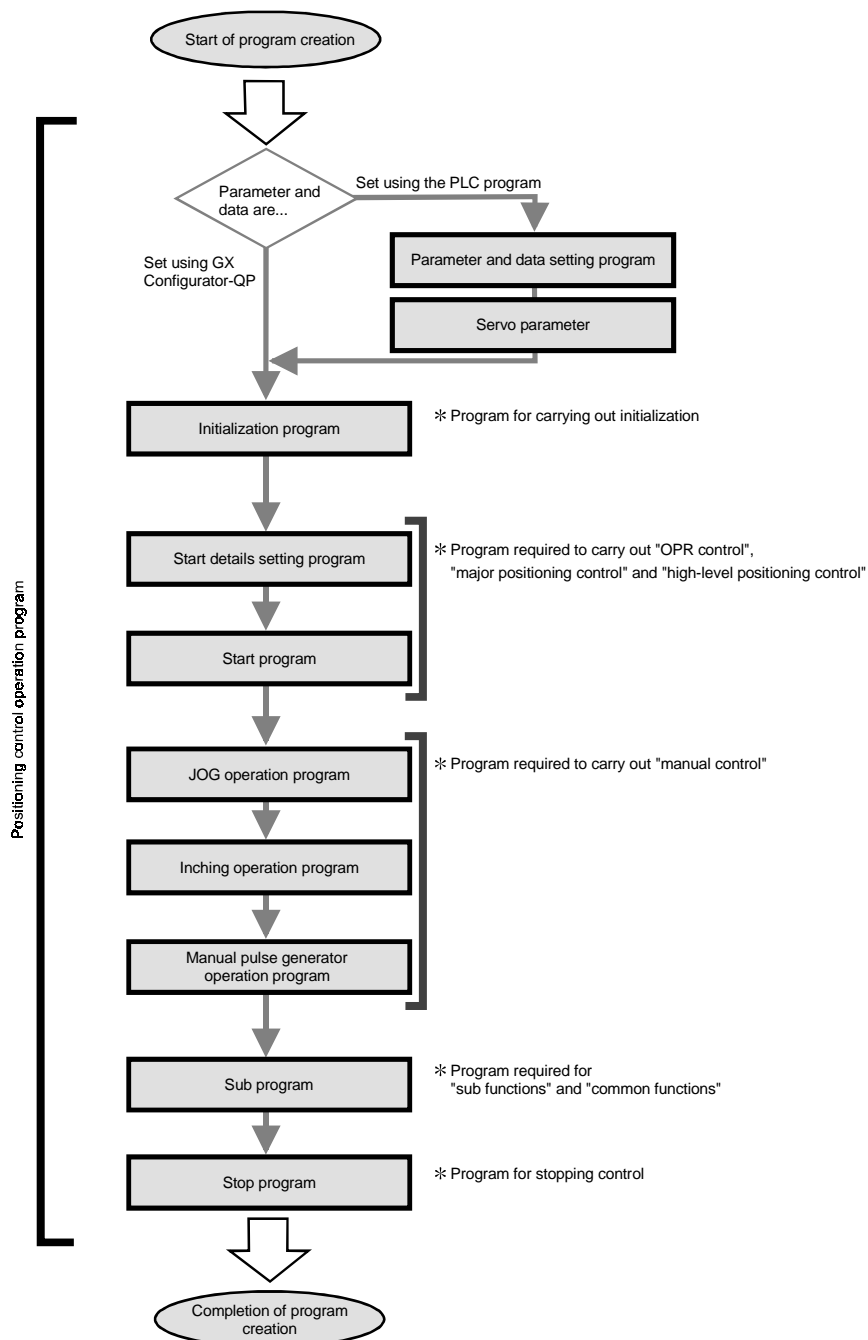 Start of program creation
Parameter and
data are...
Set using the PLC program
Set using GX
Configurator-QP
Parameter and data setting program
Servo parameter
Initialization program
* Program for carrying out initialization
Start details setting program
* Program required to carry out "OPR control",
"major positioning control" and "high-level positioning control"
Start program
JOG operation program
* Program required to carry out "manual control"
Inching operation program
Manual pulse generator
operation program
Sub program
* Program required for
"sub functions" and "common functions"
Stop program
* Program for stopping control
Completion of program
creation
Positioning control operation program